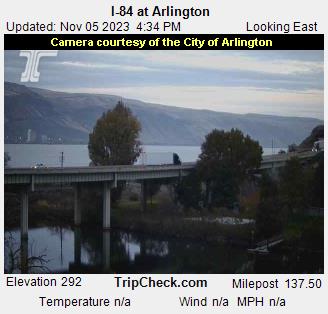 I-84 at Arlington
Updated: Nov 05 2023 4:34 PM Looking East
Camera courtesy of the City of Arlington
Elevation 292 TripCheck.com Milepost 137.50
Temperature n/a Wind n/a MPH n/a